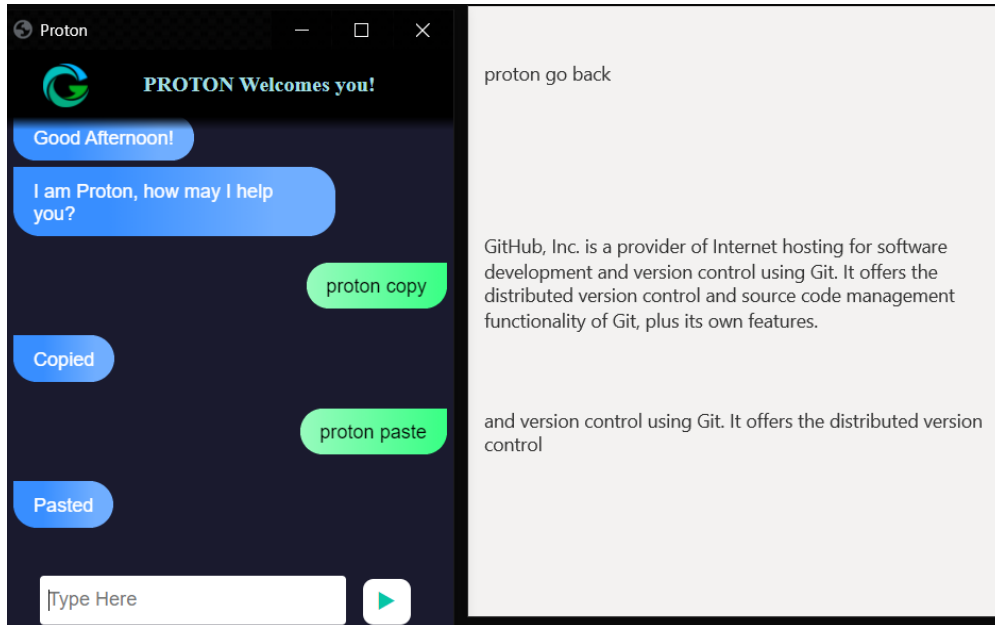 Proton
PROTON Welcomes you!
Good Afternoon!
I am Proton, how may I help
you?
proton copy
Copied
proton paste
Pasted
Type Here
proton go back
GitHub, Inc. is a provider of Internet hosting for software
development and version control using Git. It offers the
distributed version control and source code management
functionality of Git, plus its own features.
and version control using Git. It offers the distributed version
control